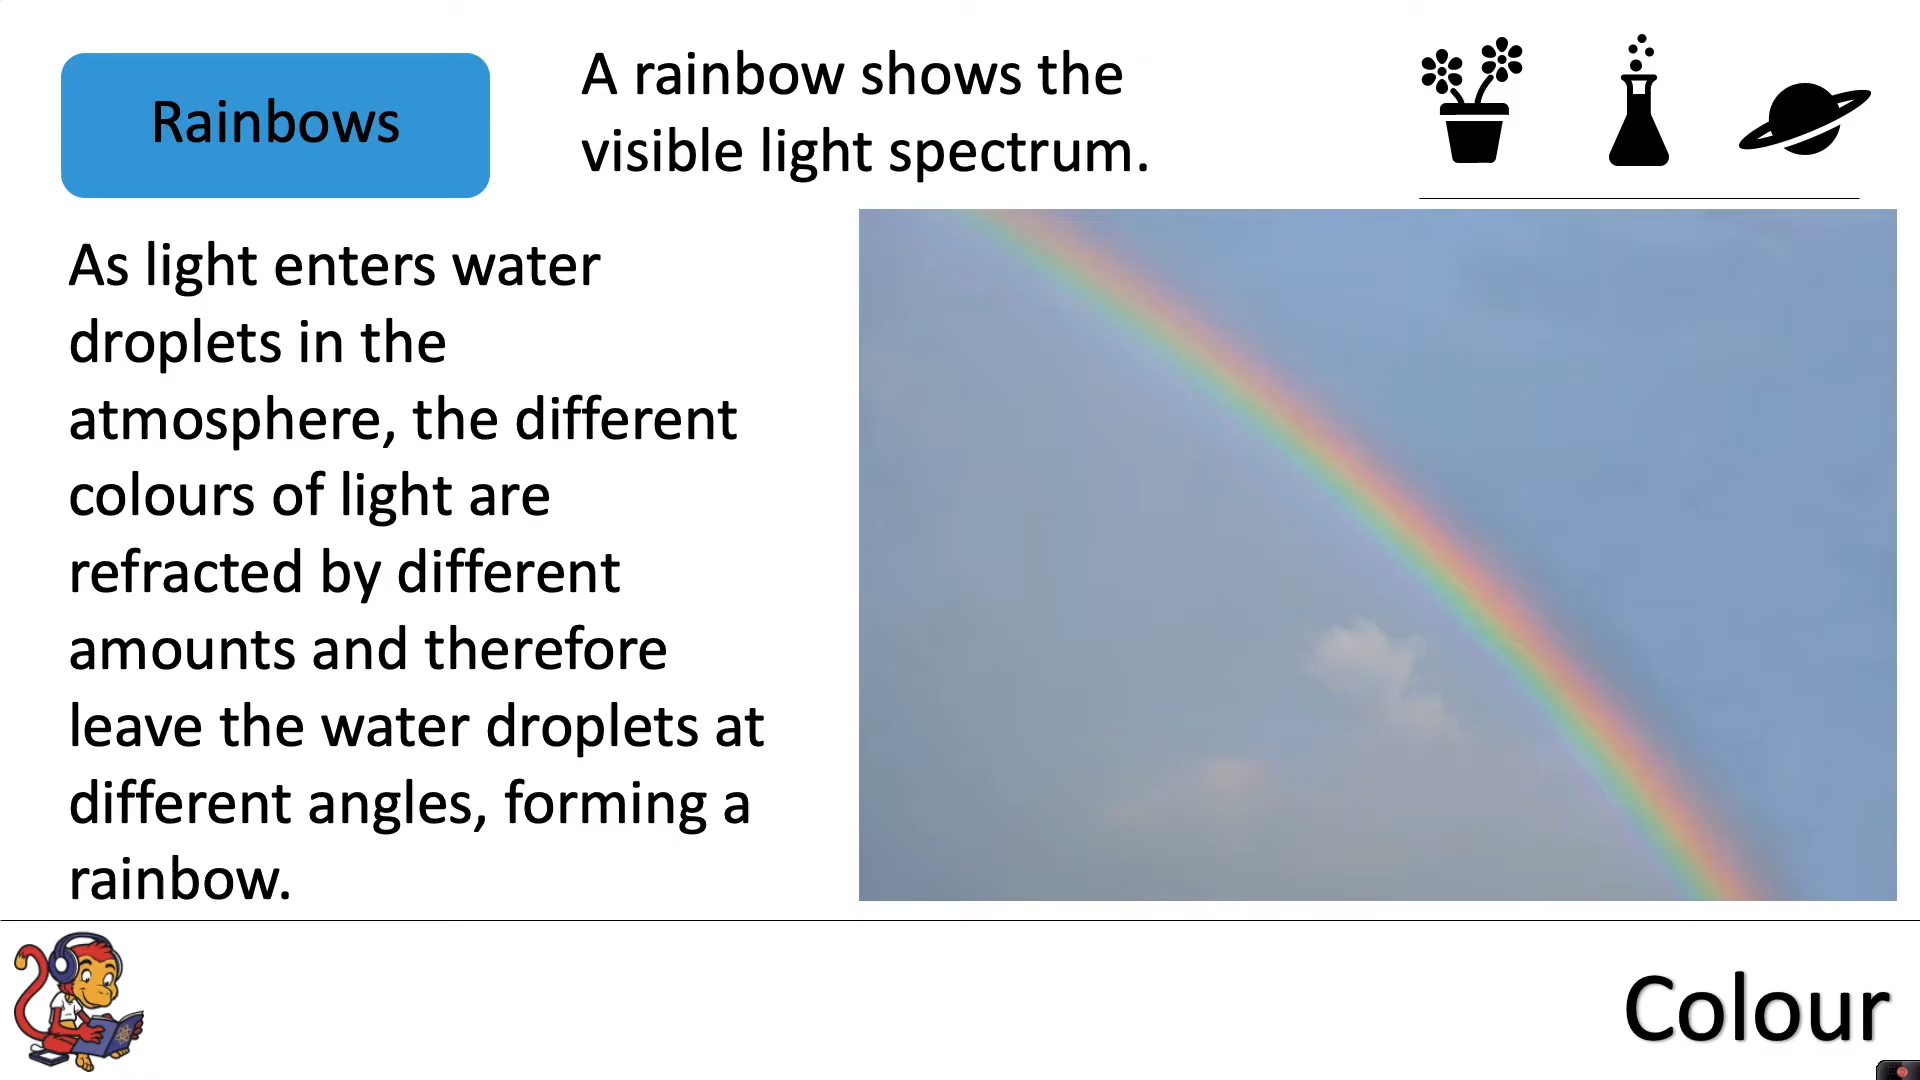 Rainbows
A rainbow shows the
visible light spectrum.
As light enters water
droplets in the
atmosphere, the different
colours of light are
refracted by different
amounts and therefore
leave the water droplets at
different angles, forming a
rainbow.
Colour